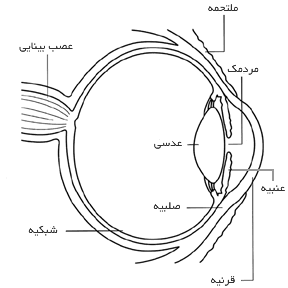 ملتحمه
عصب بینایی
مردمک
عدسی
عنبیه
صلبیه
شبکیه
قرنیه